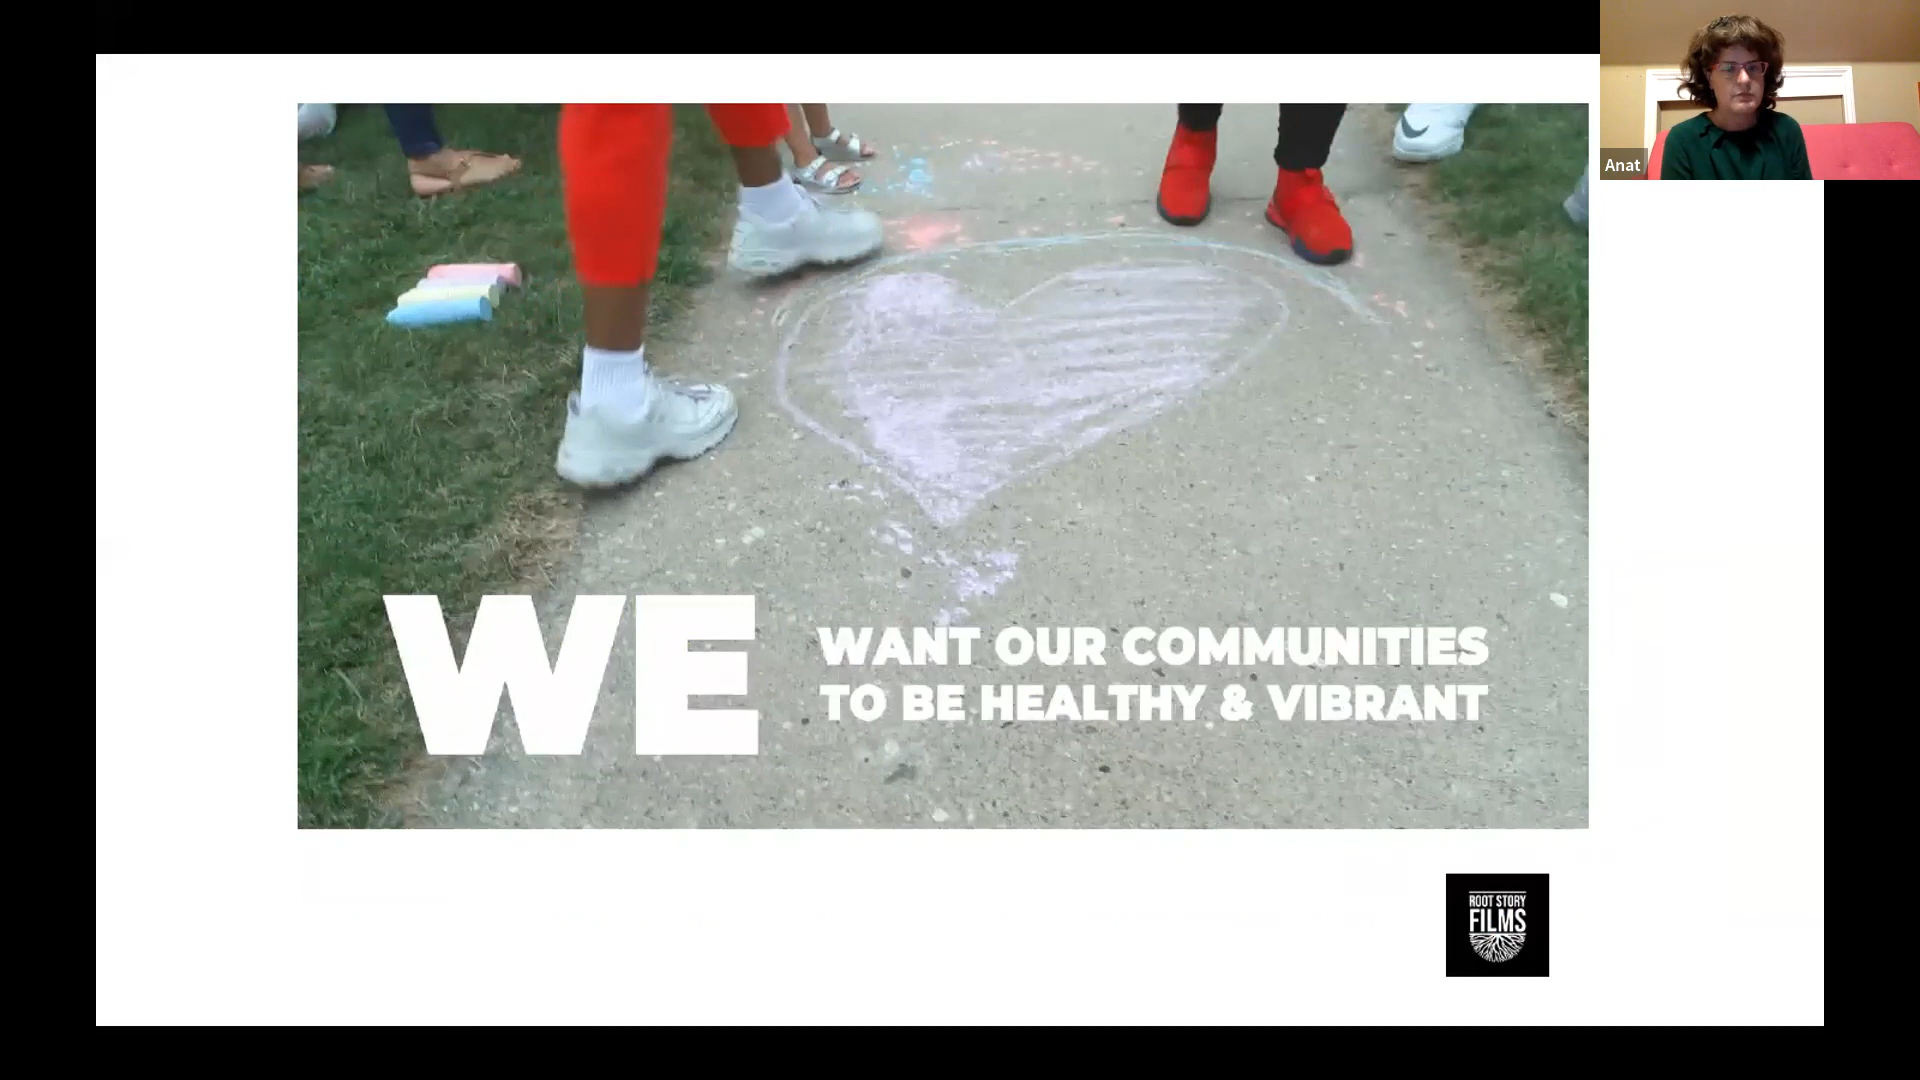 Anat
WE
WANT OUR COMMUNITIES
TO BE HEALTHY & VIBRANT
ROOT STORY
FILMS